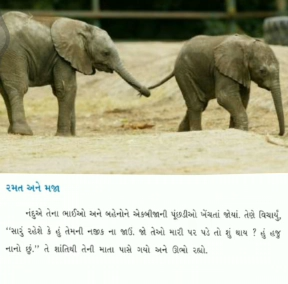 રમત અને મજા
નંદુએ તેના ભાઈઓ અને બહેનોને એકબીજાની પૂંછડીઓ ખેંચતાં જોયાં. તેણે વિચાર્યું,
“સારું રહેશે કે હું તેમની નજીક ના જાઉં. જો તેઓ મારી પર પડે તો શું થાય ? હું હજુ
નાનો છું.” તે શાંતિથી તેની માતા પાસે ગયો અને ઊભો રહ્યો.